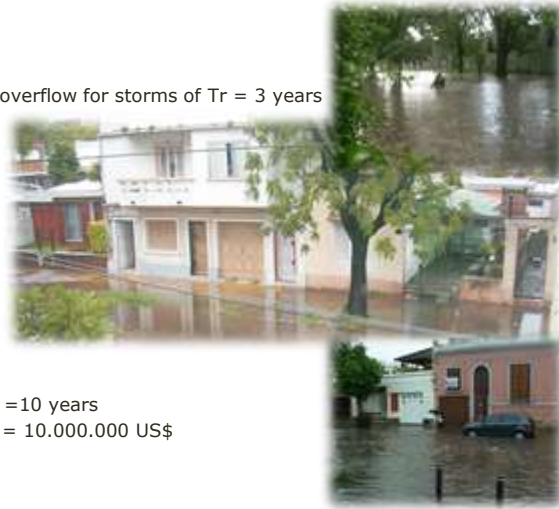 overflow for storms of Tr = 3 years
=10 years
= 10.000.000 US$